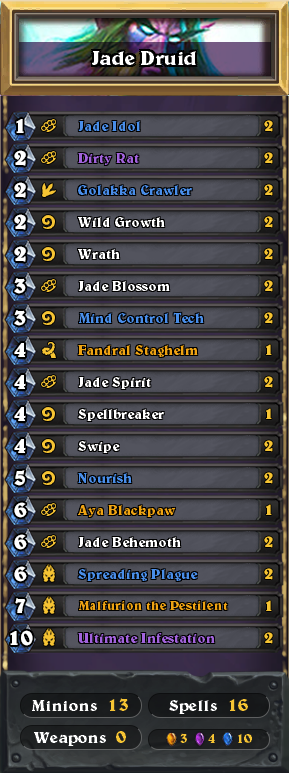 Jade Druid
1 Jade Idol 2
2 Dirty Rat 2
2 Golakka Crawler 2
2 Wild Growth 2
2 Wrath 2
3 Jade Blossom 2
3 Mind Control Tech 2
4 Fandral Staghelm 1
4 Jade Spirit 2
4 Spellbreaker 1
4 Swipe 2
5 Nourish 2
6 Aya Blackpaw 1
6 Jade Behemoth 2
6 Spreading Plague 2
7 Malfurion the Pestilent 1
10 Ultimate Infestation 2
Minions 13 Spells 16
Weapons 0 3 4 10